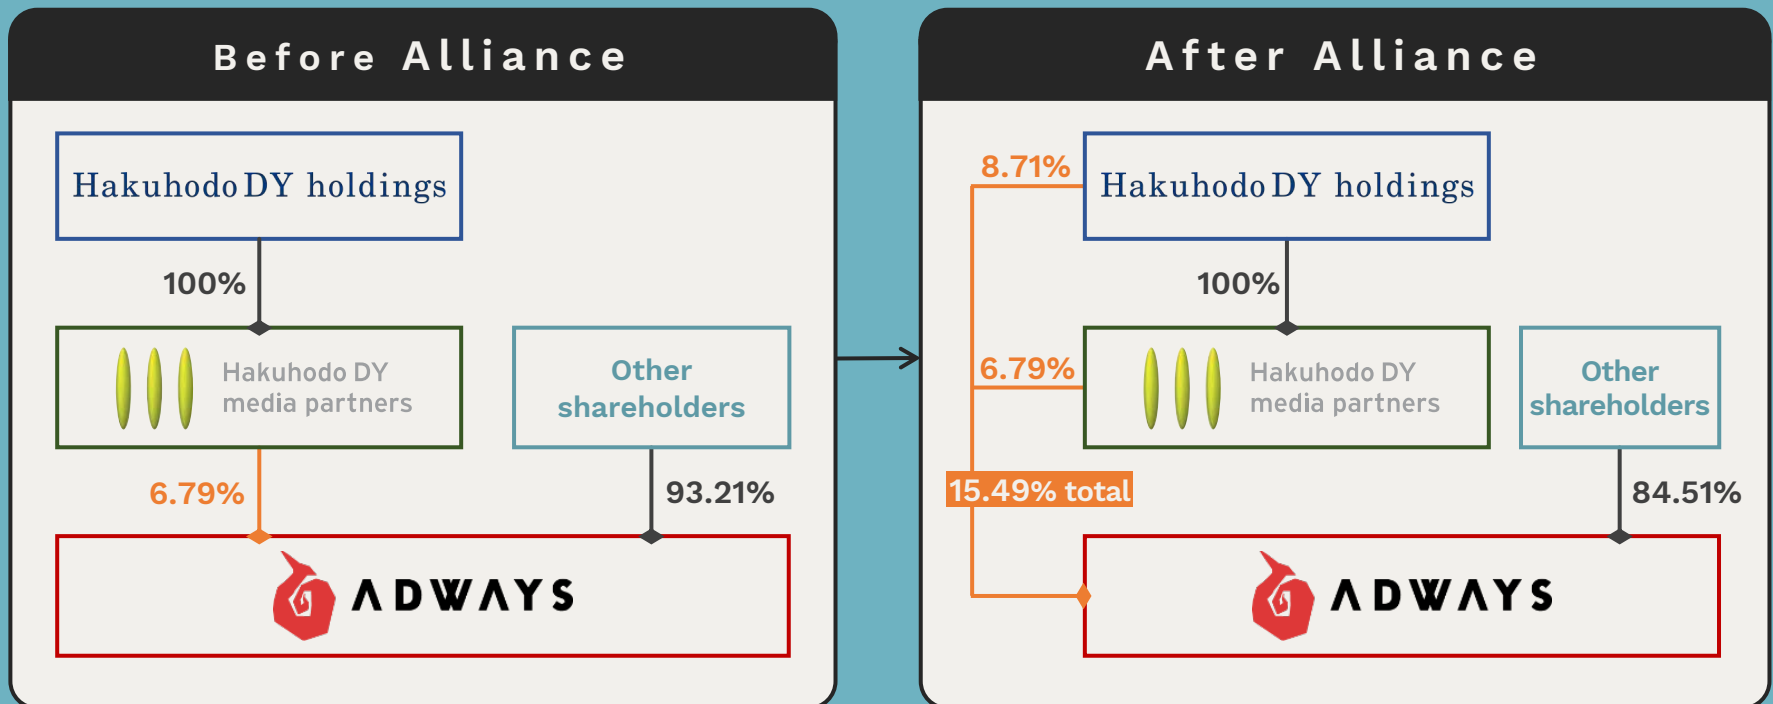 Before Alliance
Hakuhodo DY holdings
100%
Hakuhodo DY
media partners
Other
shareholders
6.79%
93.21%
ADWAYS
After Alliance
8.71%
Hakuhodo DY holdings
100%
6.79%
Hakuhodo DY
media partners
Other
shareholders
15.49% total
84.51%
ADWAYS